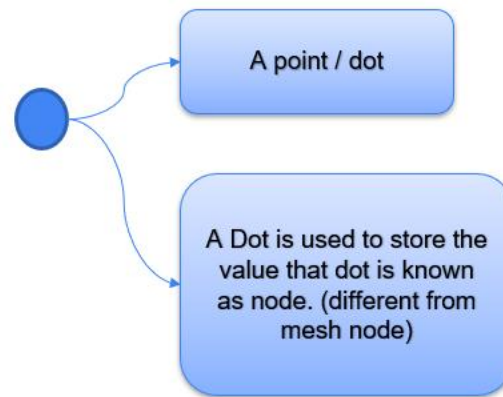 A point / dot
A Dot is used to store the
value that dot is known
as node. (different from
mesh node)